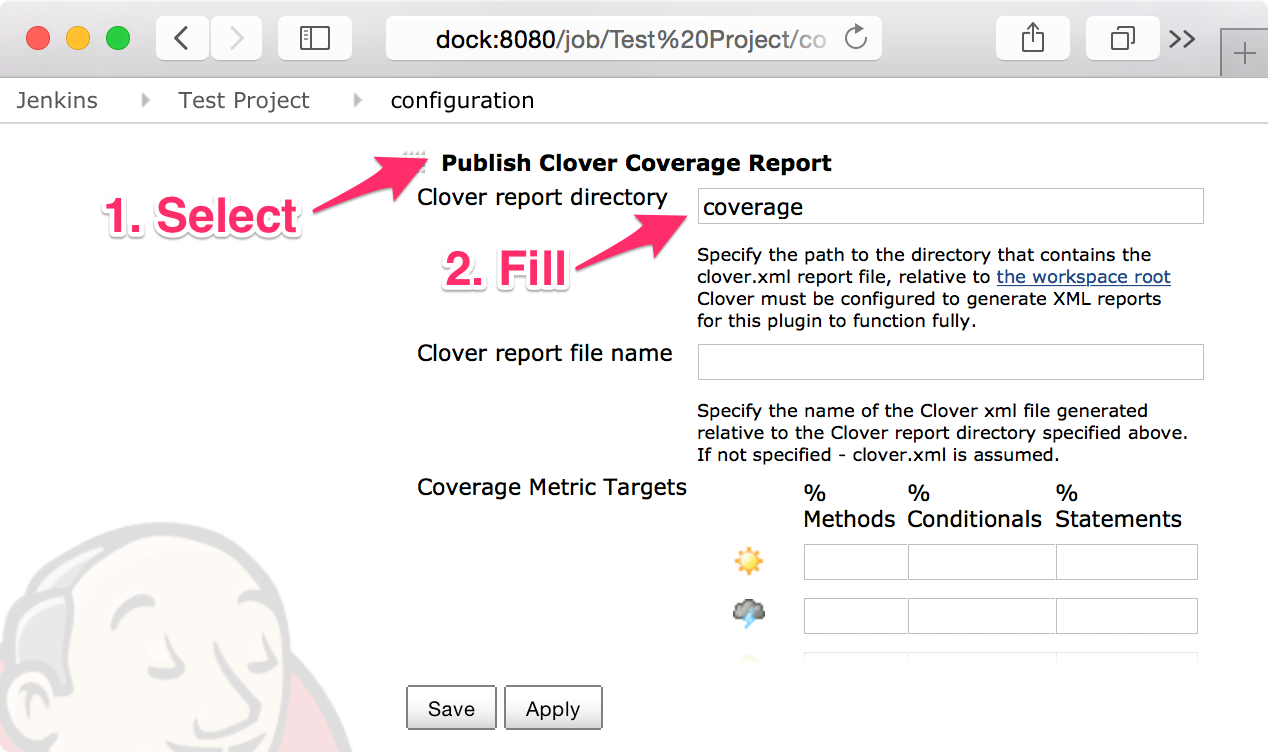 dock:8080/job/Test%20Project/co
Jenkins Test Project configuration
Publish Clover Coverage Report
1. Select
Clover report directory
coverage
2. Fill
Specify the path to the directory that contains the
clover.xml report file, relative to the workspace root
Clover must be configured to generate XML reports
for this plugin to function fully.
Clover report file name
Specify the name of the Clover xml file generated
relative to the Clover report directory specified above.
If not specified - clover.xml is assumed.
Coverage Metric Targets
% % %
Methods Conditionals Statements
Save Apply